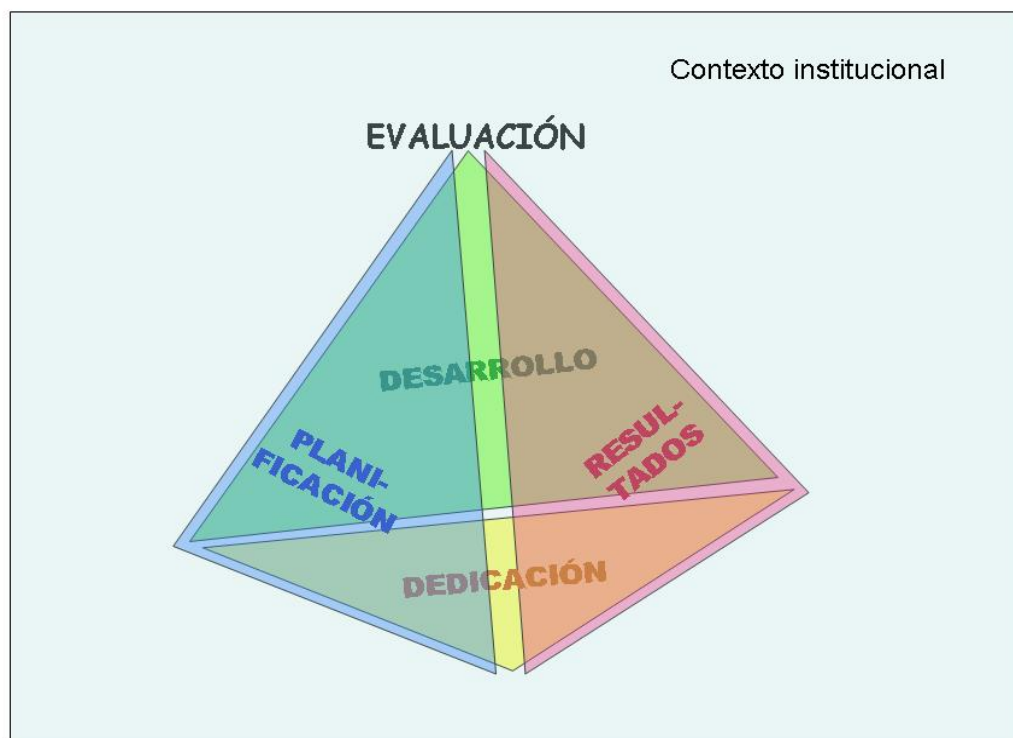 Contexto institucional
EVALUACIÓN
DESARROLLO
PLANI-
FICACIÓN
RESUL-
TADOS
DEDICACIÓN